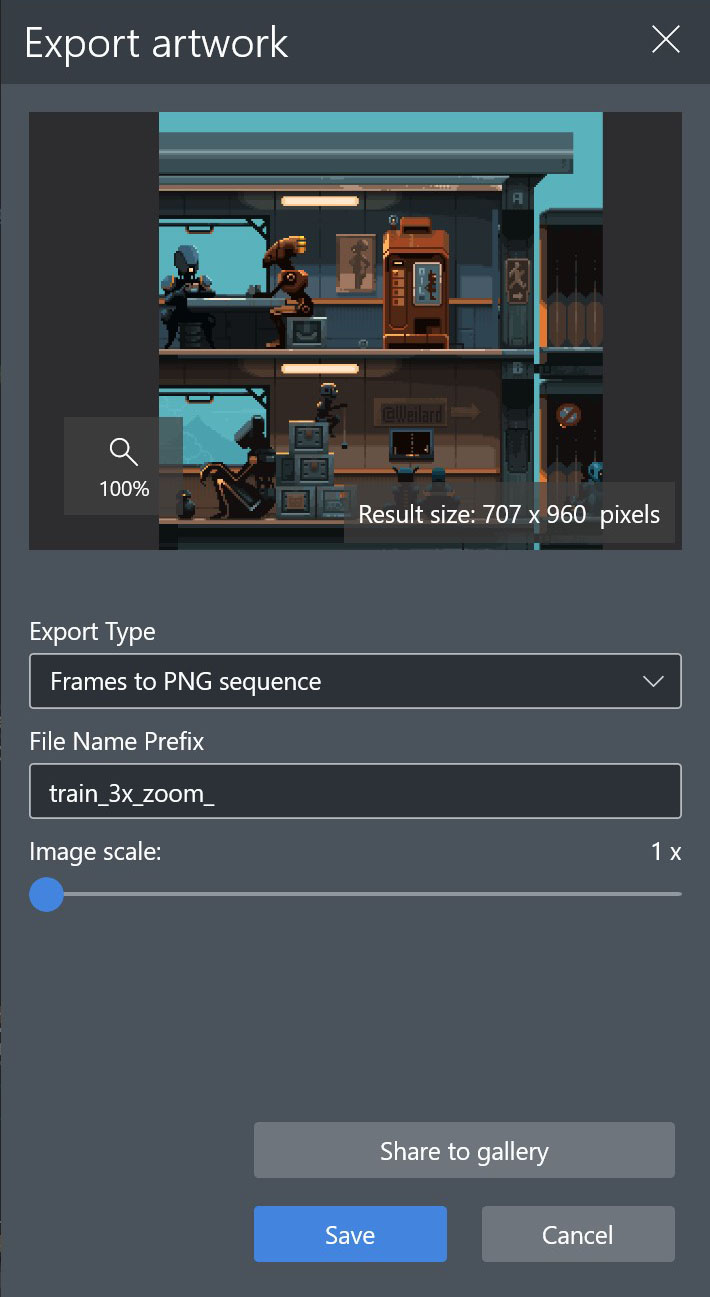 Export artwork
A
OIL
B
@Weilard
100%
Result size: 707 x 960 pixels
Export Type
Frames to PNG sequence
File Name Prefix
train_3x_zoom_
Image scale: 1 x
Share to gallery
Save Cancel